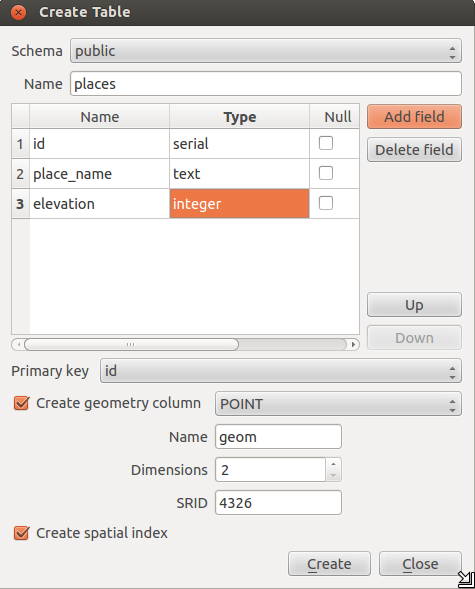 Create Table
Schema public
Name places
Name Type Null Add field
1 id serial
Delete field
2 place_name text
3 elevation integer
Up
Down
Primary key id
Create geometry column POINT
Name geom
Dimensions 2
SRID 4326
Create spatial index
Create Close